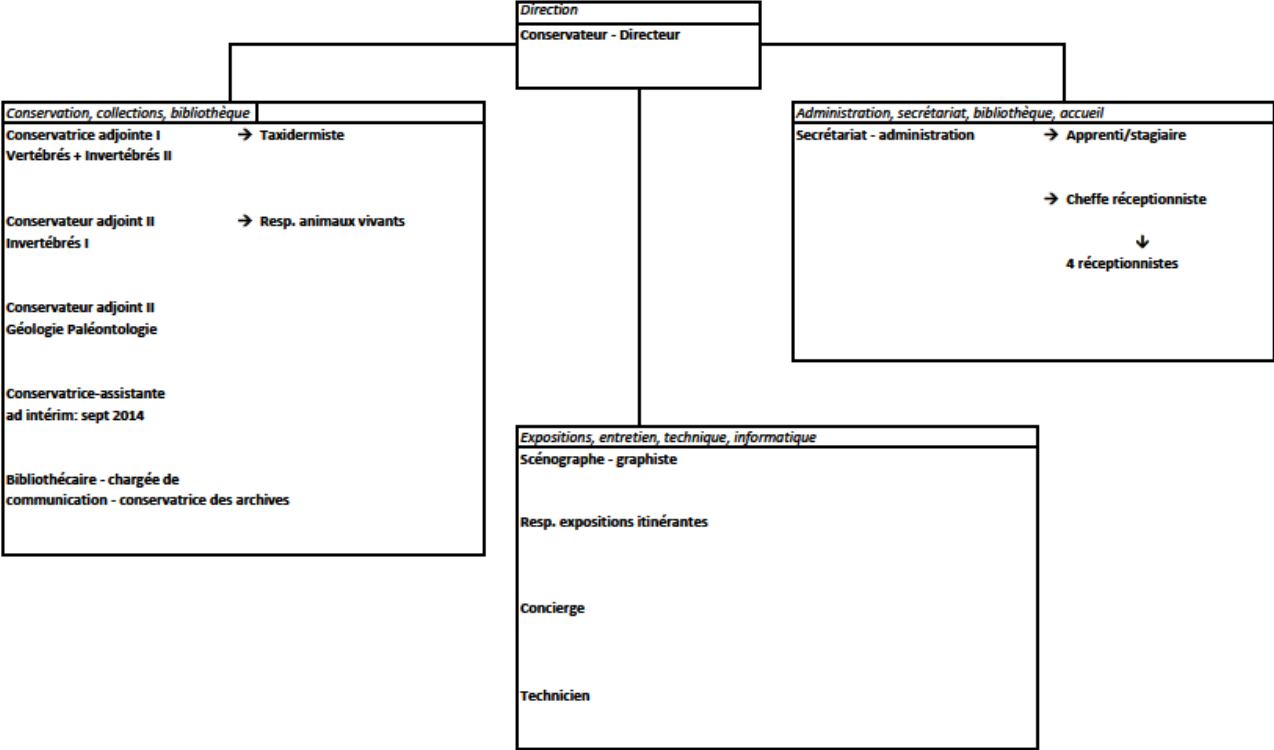 Direction
Conservateur - Directeur
Conservation, collections, bibliothèque
Conservatrice adjointe I → Taxidermiste
Vertébrés + Invertébrés II
Conservateur adjoint II → Resp. animaux vivants
Invertébrés I
Conservateur adjoint II
Géologie Paléontologie
Conservatrice-assistante
ad intérim: sept 2014
Bibliothécaire - chargée de
communication - conservatrice des archives
Administration, secrétariat, bibliothèque, accueil
Secrétariat - administration → Apprenti/stagiaire
→ Cheffe réceptionniste
↓
4 réceptionnistes
Expositions, entretien, technique, informatique
Scénographe - graphiste
Resp. expositions itinérantes
Concierge
Technicien